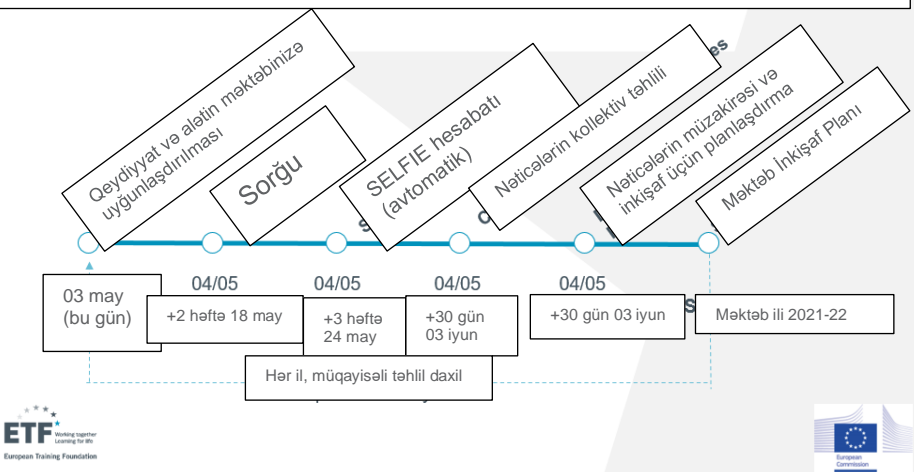 Qeydiyyat və alətin məktəbinizə
uyğunlaşdırılması
Sorğu
SELFIE hesabatı
(avtomatik)
Nəticələrin kollektiv təhlili
Nəticələrin müzakirəsi və
inkişaf üçün planlaşdırma
Məktəb İnkişaf Planı
04/05
04/05
04/05
04/05
03 may
(bu gün)
+2 həftə 18 may
+3 həftə
24 may
+30 gün
03 iyun
+30 gün 03 iyun
Məktəb ili 2021-22
Hər il, müqayisəli təhlil daxil
ETF
Working together
Learning for life
European Training Foundation
European
Commission